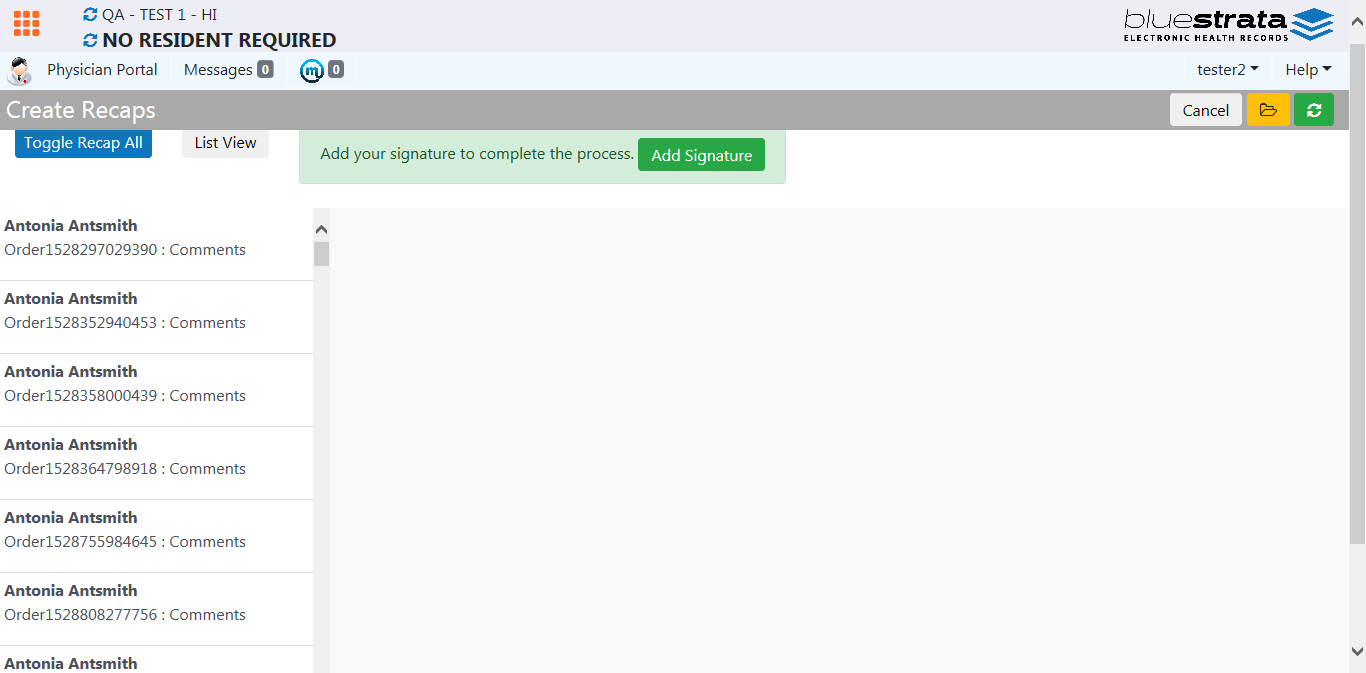 QA - TEST 1 - HI
NO RESIDENT REQUIRED
bluestrata
ELECTRONIC HEALTH RECORDS
Physician Portal
Messages 0
m 0
tester2
Help
Create Recaps
Cancel
Toggle Recap All
List View
Add your signature to complete the process.
Add Signature
Antonia Antsmith
Order1528297029390 : Comments
Antonia Antsmith
Order1528352940453 : Comments
Antonia Antsmith
Order1528358000439 : Comments
Antonia Antsmith
Order1528364798918 : Comments
Antonia Antsmith
Order1528755984645 : Comments
Antonia Antsmith
Order1528808277756 : Comments
Antonia Antsmith